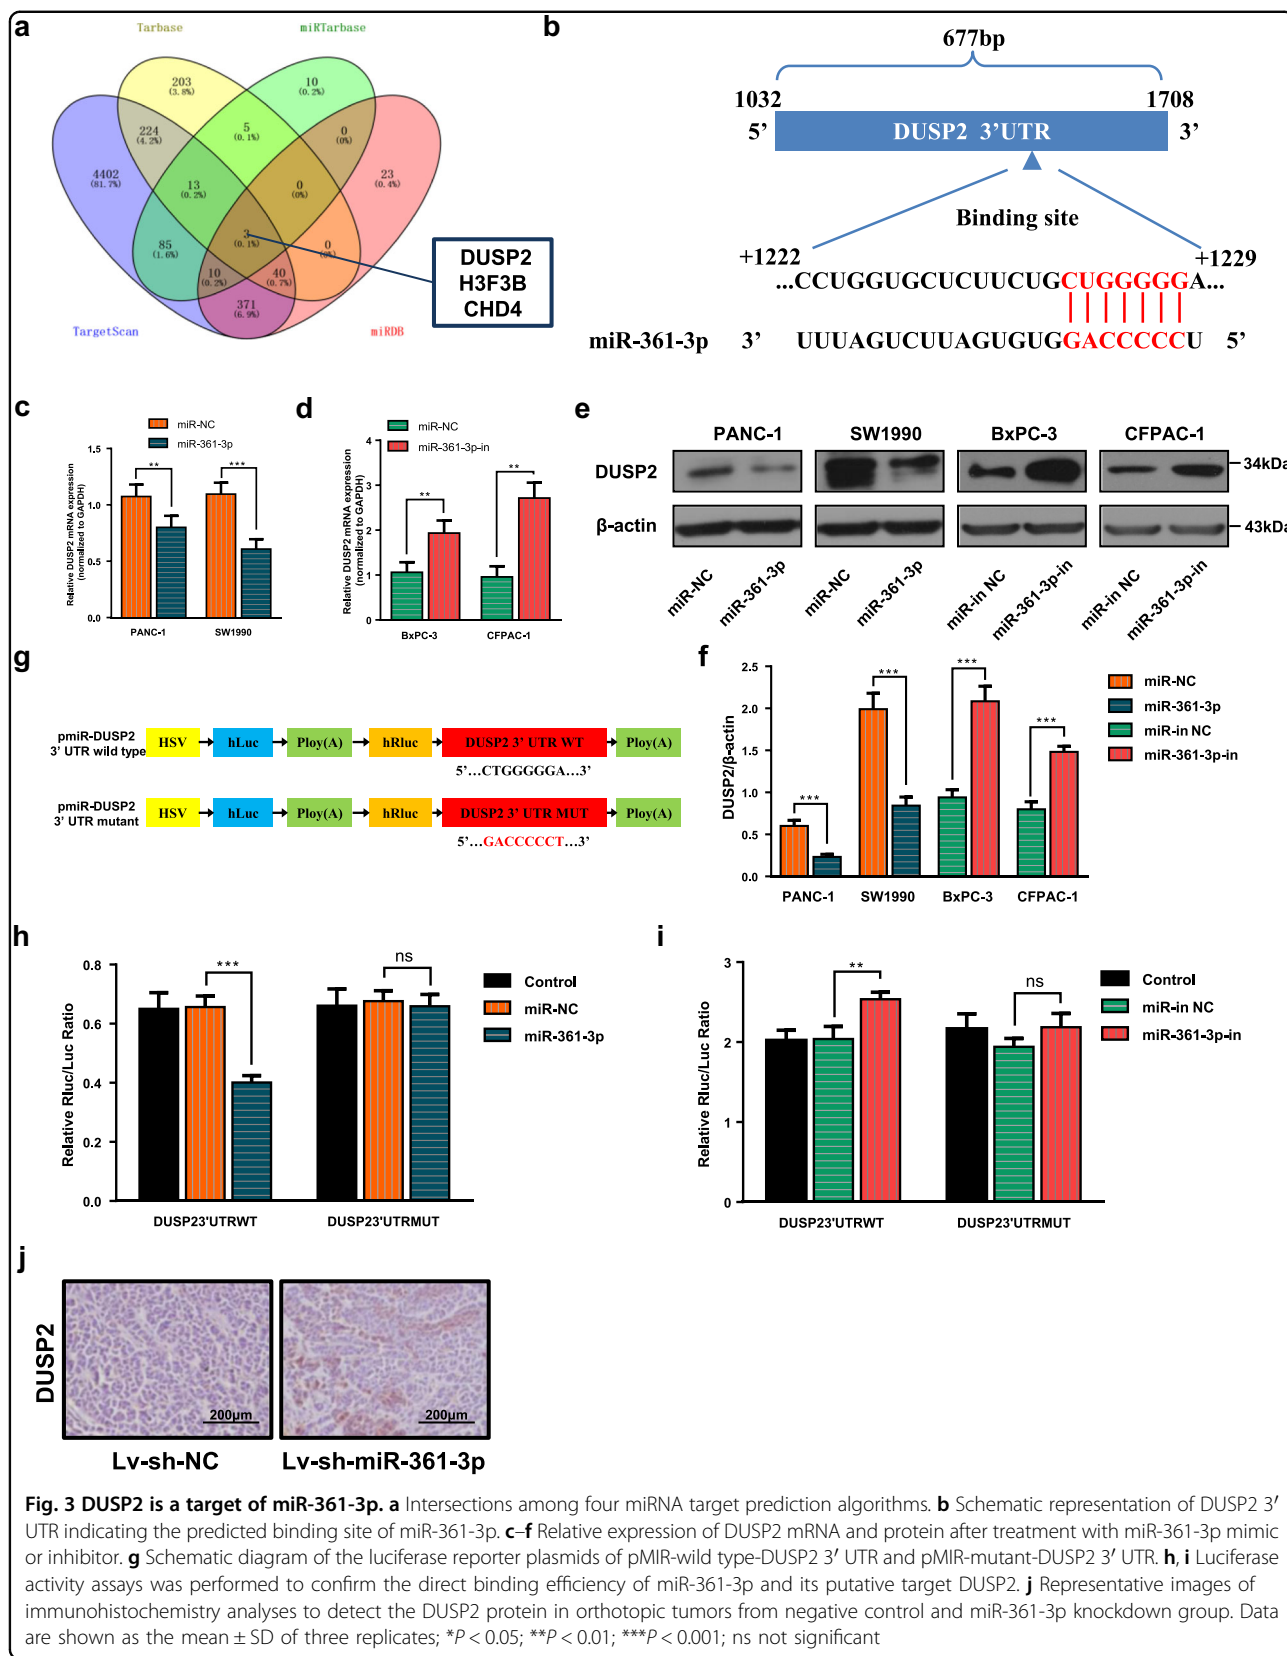 a
Tarbase
miRTarbase
203
(3.8%)
10
(0.2%)
224
(4.2%)
5
(0.1%)
0
(0%)
4402
(81.7%)
13
(0.2%)
0
(0%)
23
(0.4%)
85
(1.6%)
3
(0.1%)
0
(0%)
10
(0.2%)
40
(0.7%)
371
(6.9%)
TargetScan
miRDB
DUSP2
H3F3B
CHD4
b
677bp
1032
1708
5’ DUSP2 3’UTR 3’
Binding site
+1222
+1229
...CCUGGUGCUCUUCUGCUGGGGGA...
miR-361-3p 3’ UUUAGUCUUAGUGUGGACCCCCU 5’
c
miR-NC
miR-361-3p
Relative DUSP2 mRNA expression
(normalized to GAPDH)
1.5
1.0
0.5
0.0
**
***
PANC-1
SW1990
d
miR-NC
miR-361-3p-in
Relative DUSP2 mRNA expression
(normalized to GAPDH)
4
3
2
1
0
**
**
BxPC-3
CFPAC-1
e
PANC-1 SW1990 BxPC-3 CFPAC-1
DUSP2
34kDa
β-actin
43kDa
miR-NC
miR-361-3p
miR-NC
miR-361-3p
miR-in NC
miR-361-3p-in
miR-in NC
miR-361-3p-in
g
pmiR-DUSP2
3’ UTR wild type
HSV hLuc Ploy(A) hRluc DUSP2 3’ UTR WT Ploy(A)
5’...CTGGGGGA...3’
pmiR-DUSP2
3’ UTR mutant
HSV hLuc Ploy(A) hRluc DUSP2 3’ UTR MUT Ploy(A)
5’...GACCCCCT...3’
f
DUSP2/β-actin
2.5
2.0
1.5
1.0
0.5
0.0
***
***
***
***
PANC-1 SW1990 BxPC-3 CFPAC-1
miR-NC
miR-361-3p
miR-in NC
miR-361-3p-in
h
Relative Rluc/Luc Ratio
0.8
0.6
0.4
0.2
0.0
***
ns
DUSP23'UTRWT
DUSP23'UTRMUT
Control
miR-NC
miR-361-3p
i
Relative Rluc/Luc Ratio
3
2
1
0
**
ns
DUSP23'UTRWT
DUSP23'UTRMUT
Control
miR-in NC
miR-361-3p-in
j
DUSP2
200μm
200μm
Lv-sh-NC
Lv-sh-miR-361-3p
Fig. 3 DUSP2 is a target of miR-361-3p. a Intersections among four miRNA target prediction algorithms. b Schematic representation of DUSP2 3′
UTR indicating the predicted binding site of miR-361-3p. c–f Relative expression of DUSP2 mRNA and protein after treatment with miR-361-3p mimic
or inhibitor. g Schematic diagram of the luciferase reporter plasmids of pMIR-wild type-DUSP2 3′ UTR and pMIR-mutant-DUSP2 3′ UTR. h, i Luciferase
activity assays was performed to confirm the direct binding efficiency of miR-361-3p and its putative target DUSP2. j Representative images of
immunohistochemistry analyses to detect the DUSP2 protein in orthotopic tumors from negative control and miR-361-3p knockdown group. Data
are shown as the mean ± SD of three replicates; *P < 0.05; **P < 0.01; ***P < 0.001; ns not significant